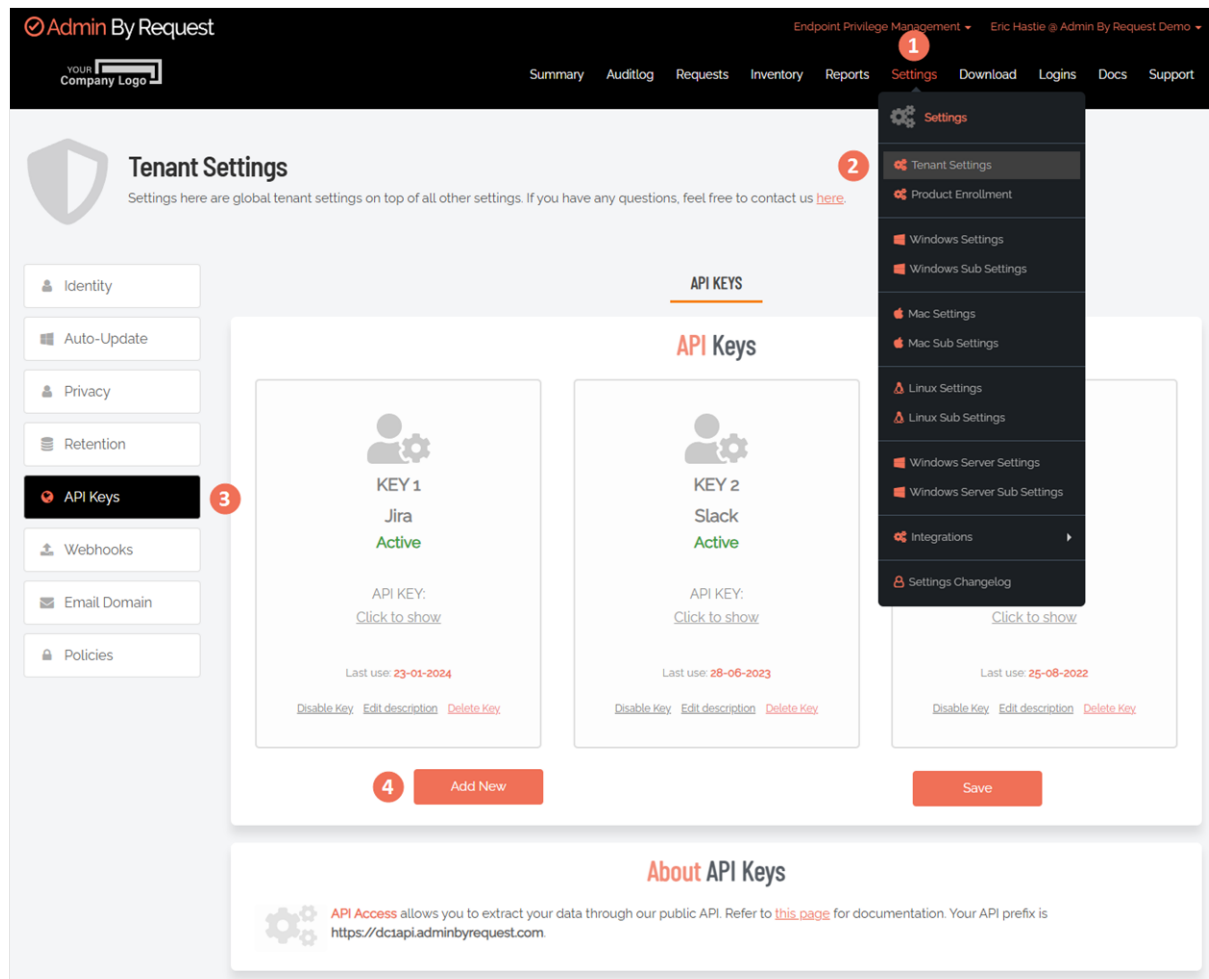 Admin By Request
Endpoint Privilege Management Eric Hastie @ Admin By Request Demo
1
YOUR
Company Logo
Summary Auditlog Requests Inventory Reports Settings Download Logins Docs Support
Settings
2
Tenant Settings
Product Enrollment
Windows Settings
Windows Sub Settings
Mac Settings
Mac Sub Settings
Linux Settings
Linux Sub Settings
Windows Server Settings
Windows Server Sub Settings
Integrations
Settings Changelog
Tenant Settings
Settings here are global tenant settings on top of all other settings. If you have any questions, feel free to contact us here.
Identity
Auto-Update
Privacy
Retention
API Keys
3
Webhooks
Email Domain
Policies
API KEYS
API Keys
KEY 1
Jira
Active
API KEY:
Click to show
Last use: 23-01-2024
Disable Key Edit description Delete Key
KEY 2
Slack
Active
API KEY:
Click to show
Last use: 28-06-2023
Disable Key Edit description Delete Key
Click to show
Last use: 25-08-2022
Disable Key Edit description Delete Key
4
Add New
Save
About API Keys
API Access allows you to extract your data through our public API. Refer to this page for documentation. Your API prefix is
https://dc1api.adminbyrequest.com.